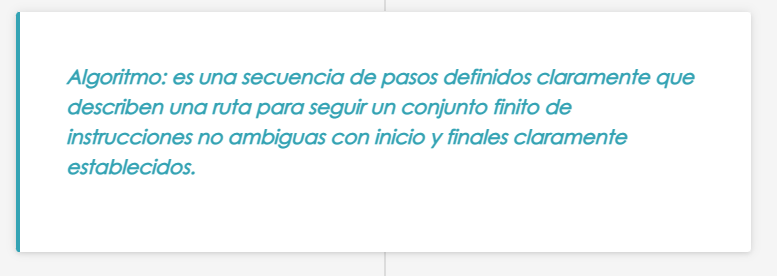 Algoritmo: es una secuencia de pasos definidos claramente que
describen una ruta para seguir un conjunto finito de
instrucciones no ambiguas con inicio y finales claramente
establecidos.